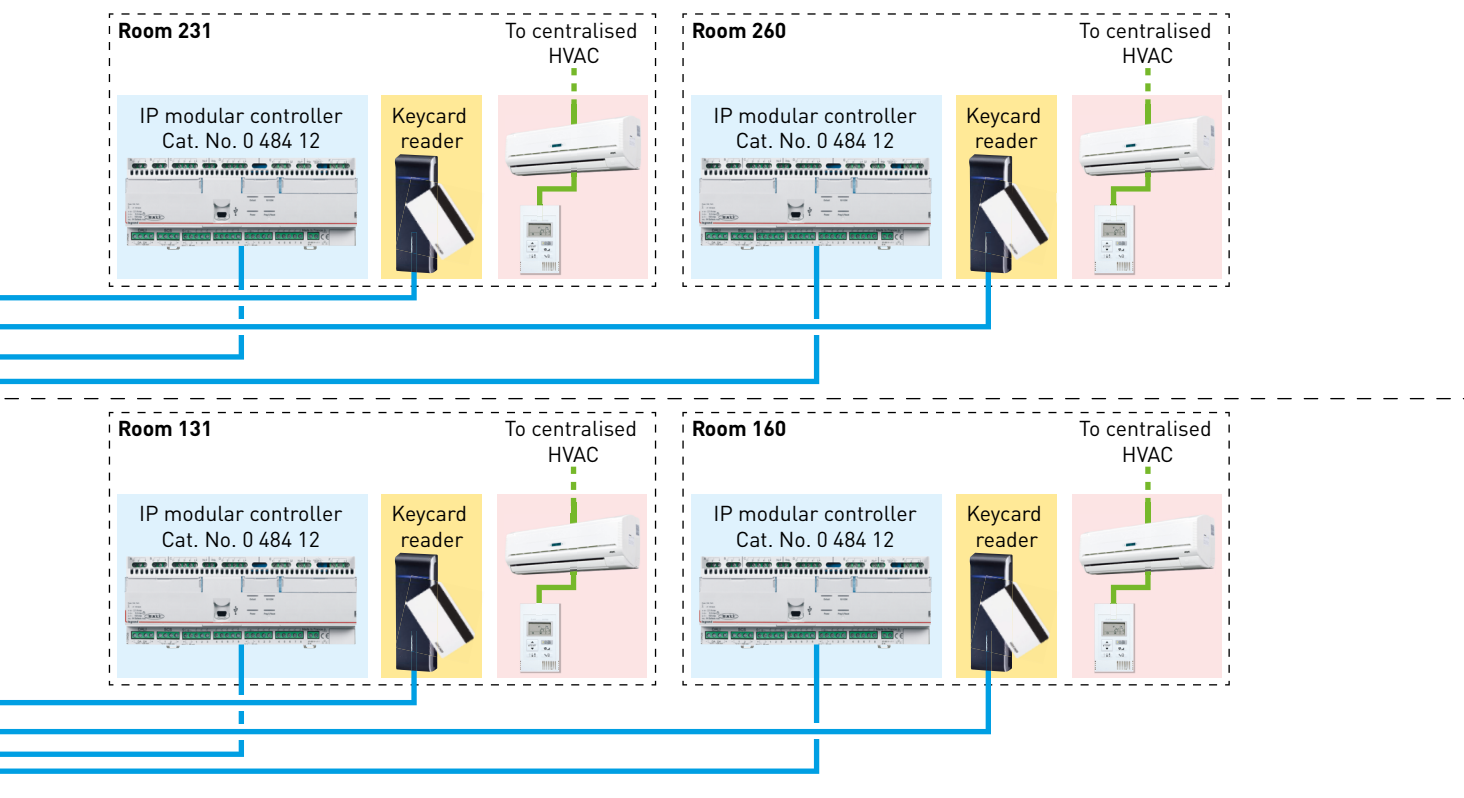 Room 231
To centralised
HVAC
IP modular controller
Cat. No. 0 484 12
Keycard
reader
Room 260
To centralised
HVAC
IP modular controller
Cat. No. 0 484 12
Keycard
reader
Room 131
To centralised
HVAC
IP modular controller
Cat. No. 0 484 12
Keycard
reader
Room 160
To centralised
HVAC
IP modular controller
Cat. No. 0 484 12
Keycard
reader